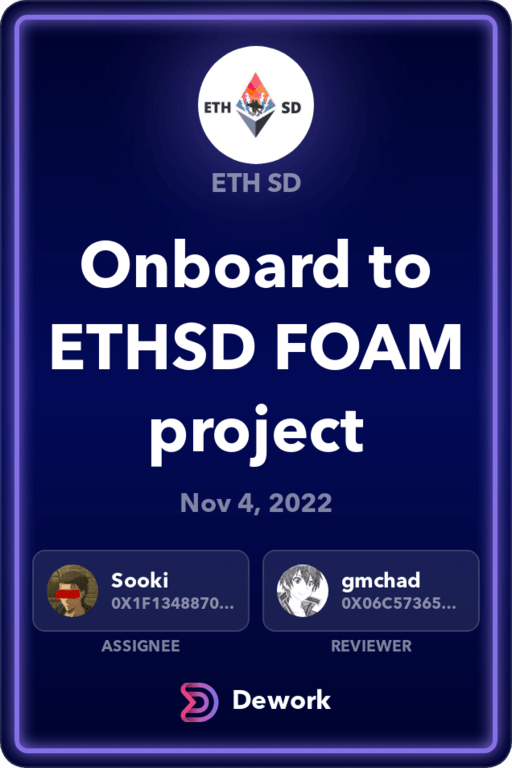 ETH SD
ETH SD
Onboard to
ETHSD FOAM
project
Nov 4, 2022
Sooki
0X1F1348870...
ASSIGNEE
gmchad
0X06C57365...
REVIEWER
Dework